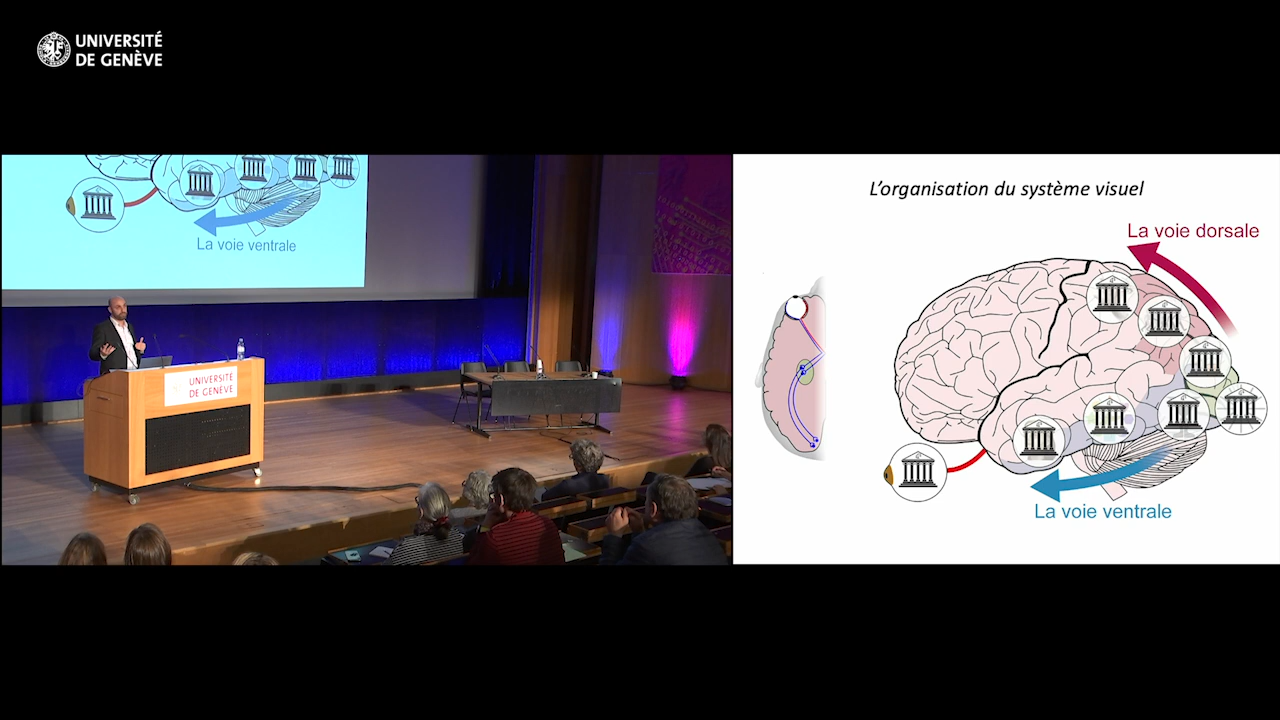 UNIVERSITÉ
DE GENÈVE
La voie ventrale
UNIVERSITÉ
DE GENÈVE
L'organisation du système visuel
La voie dorsale
La voie ventrale